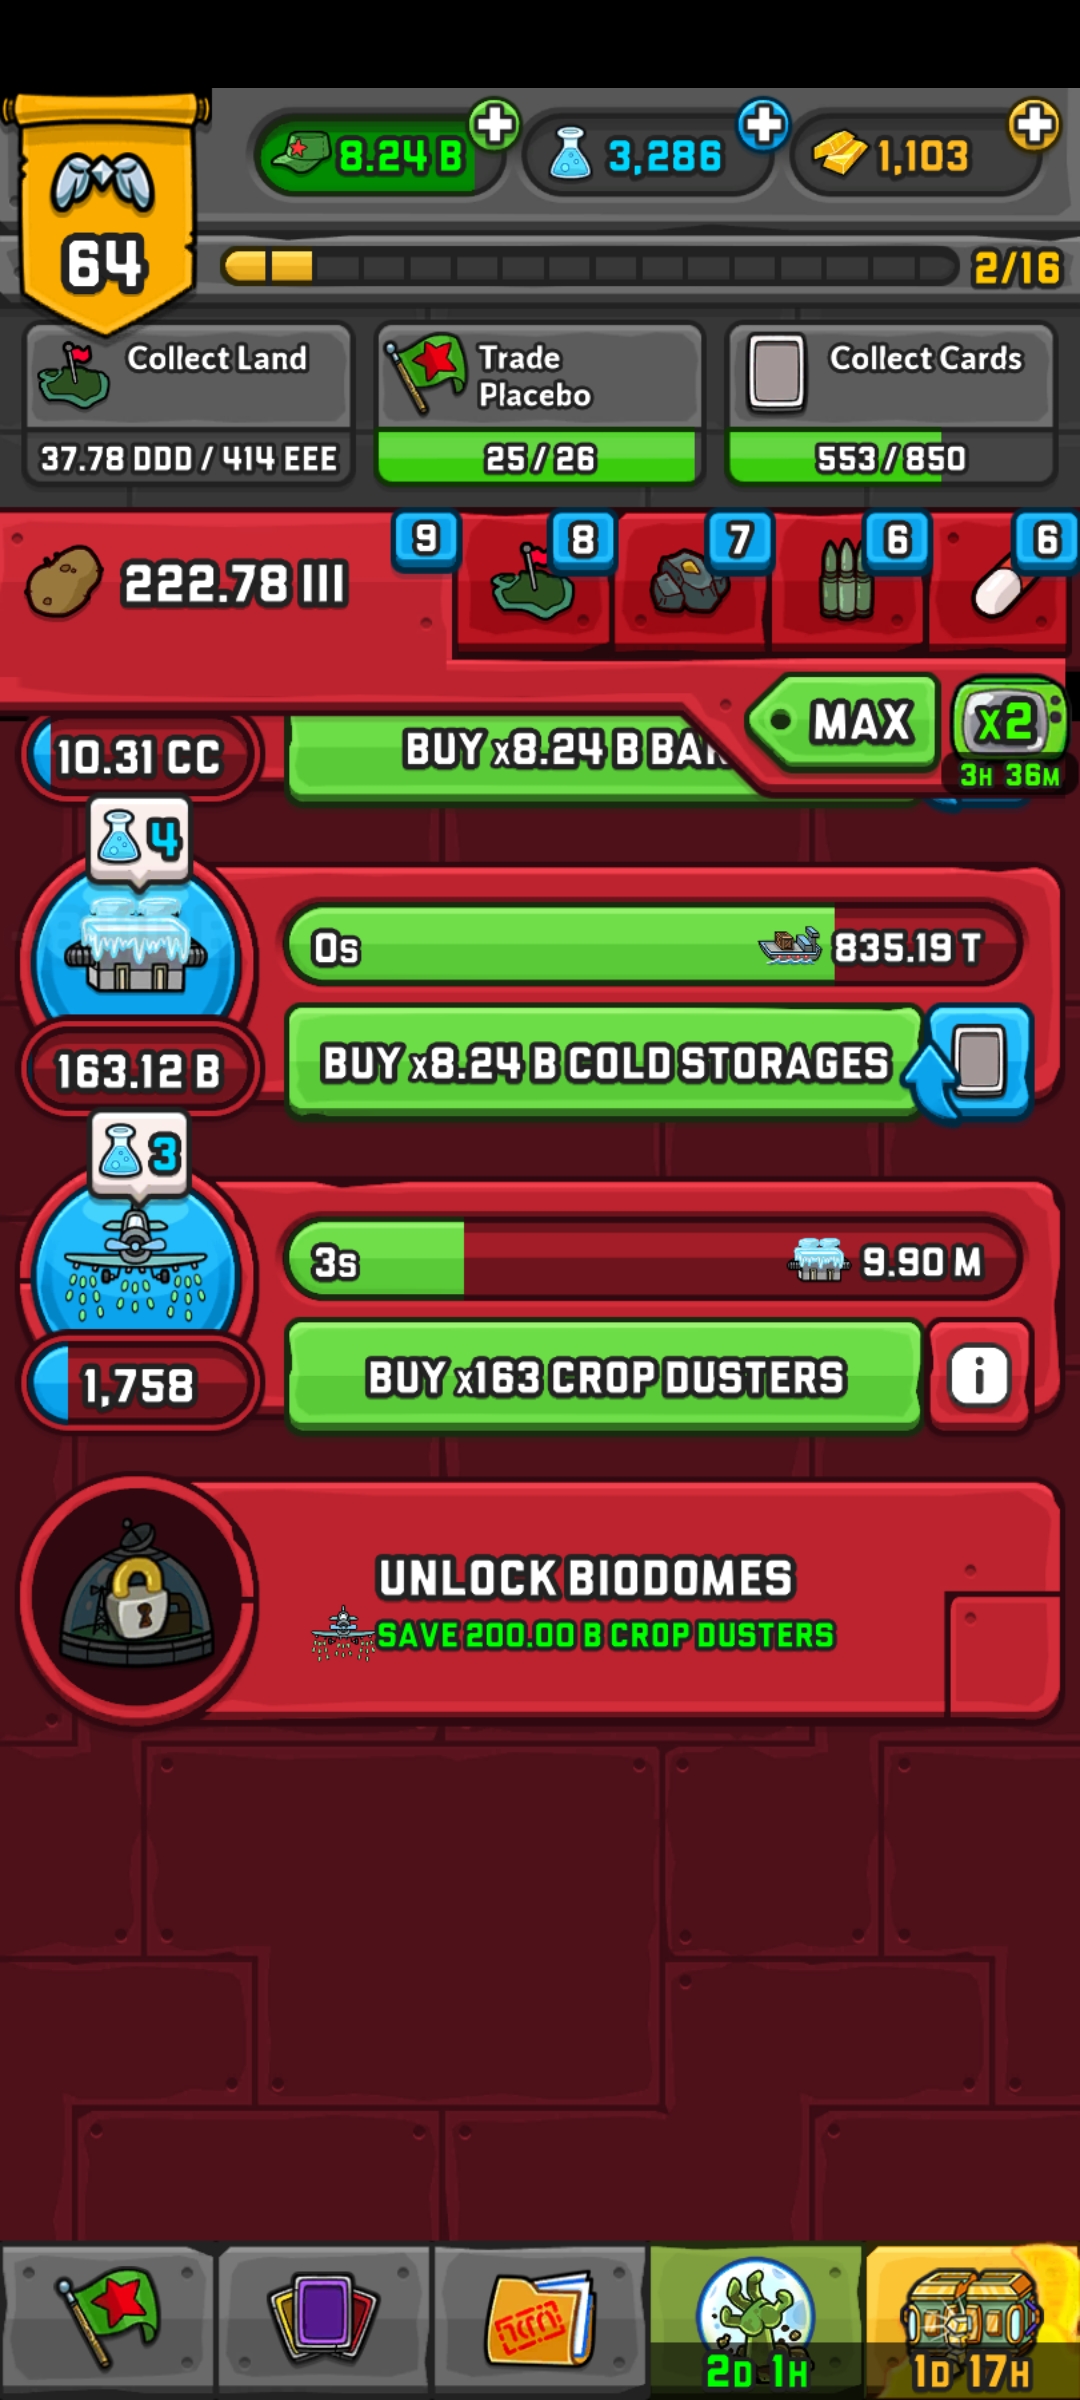 64
8.24 B
3,286
1,103
2/16
Collect Land
37.78 DDD / 414 EEE
Trade
Placebo
25 / 26
Collect Cards
553 / 850
222.78 III
9
8
7
6
6
MAX
x2
3H 36M
10.31 CC
BUY x8.24 B
4
0s
835.19 T
163.12 B
BUY x8.24 B COLD STORAGES
3
3s
9.90 M
1,758
BUY x163 CROP DUSTERS
UNLOCK BIODOMES
SAVE 200.00 B CROP DUSTERS
2D 1H
1D 17H